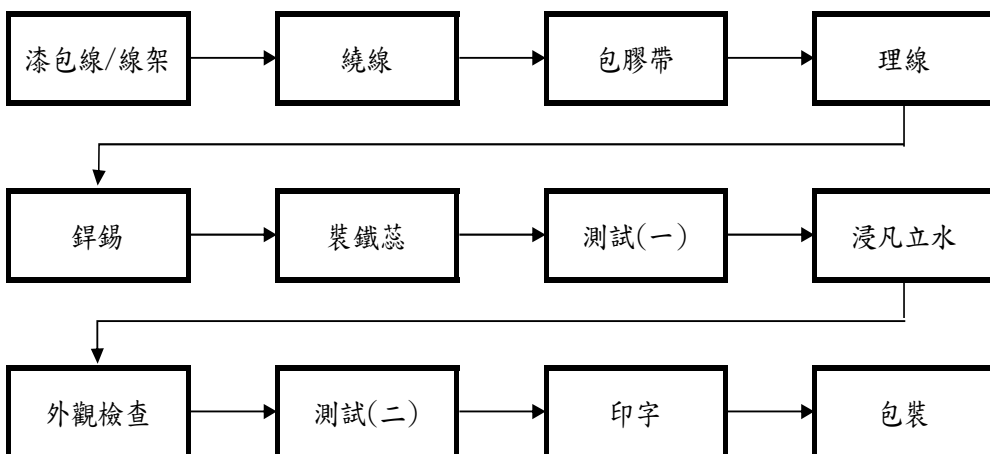 漆包線/線架
繞線
包膠帶
理線
銲錫
裝鐵蕊
測試(一)
浸凡立水
外觀檢查
測試(二)
印字
包裝